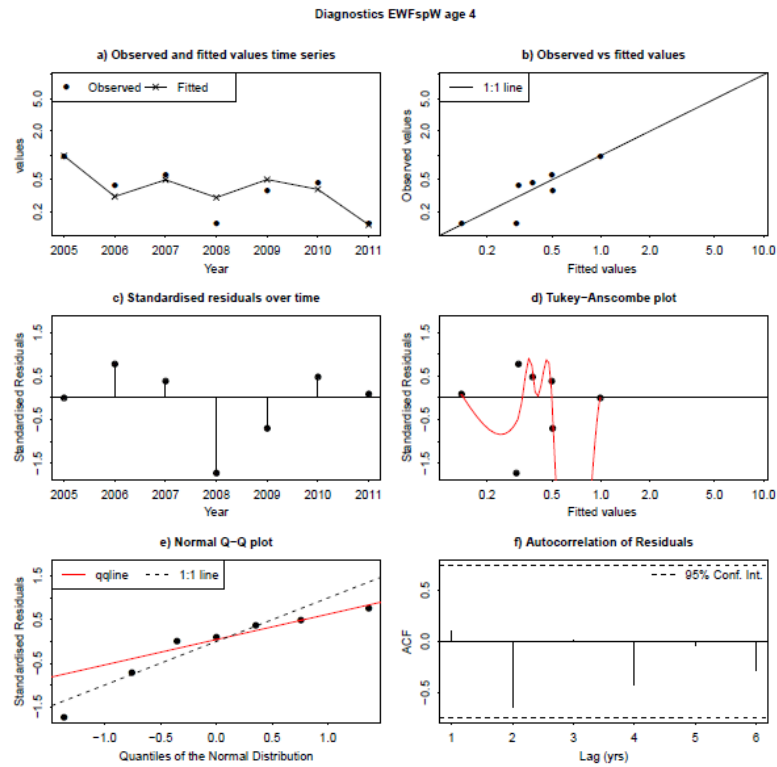 Diagnostics EWFspW age 4
a) Observed and fitted values time series
Observed Fitted
values
0.2 0.5 2.0 5.0
2005 2006 2007 2008 2009 2010 2011
Year
b) Observed vs fitted values
1:1 line
Observed values
0.2 0.5 2.0 5.0
0.2 0.5 1.0 2.0 5.0 10.0
Fitted values
c) Standardised residuals over time
Standardised Residuals
−1.5 −0.5 0.5 1.5
2005 2006 2007 2008 2009 2010 2011
Year
d) Tukey−Anscombe plot
Standardised Residuals
−1.5 −0.5 0.5 1.5
0.2 0.5 1.0 2.0 5.0 10.0
Fitted values
e) Normal Q−Q plot
qqline 1:1 line
Standardised Residuals
−1.5 −0.5 0.5 1.5
−1.0 −0.5 0.0 0.5 1.0
Quantiles of the Normal Distribution
f) Autocorrelation of Residuals
95% Conf. Int.
ACF
−0.5 0.0 0.5
1 2 3 4 5 6
Lag (yrs)